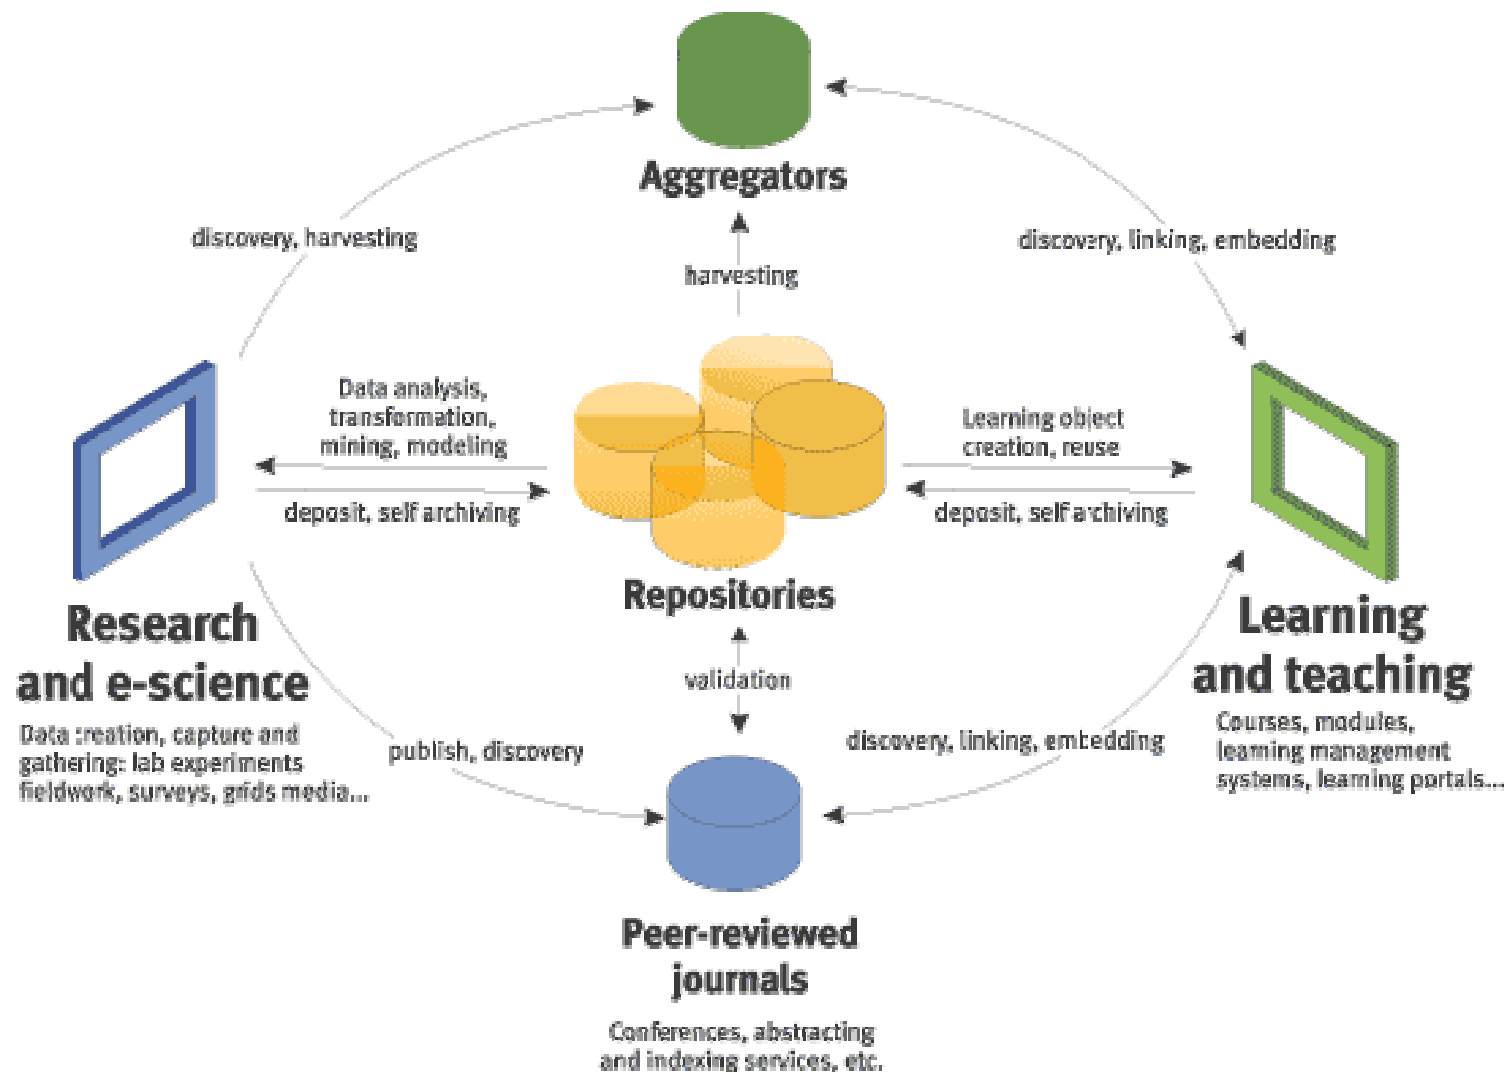 Aggregators
discovery, harvesting
discovery, linking, embedding
harvesting
Data analysis,
transformation,
mining, modeling
Learning object
creation, reuse
deposit, self archiving
deposit, self archiving
Repositories
Research
and e-science
Learning
and teaching
validation
Data creation, capture and
gathering: lab experiments
fieldwork, surveys, grids media...
Courses, modules,
learning management
systems, learning portals...
publish, discovery
discovery, linking, embedding
Peer-reviewed
journals
Conferences, abstracting
and indexing services, etc.